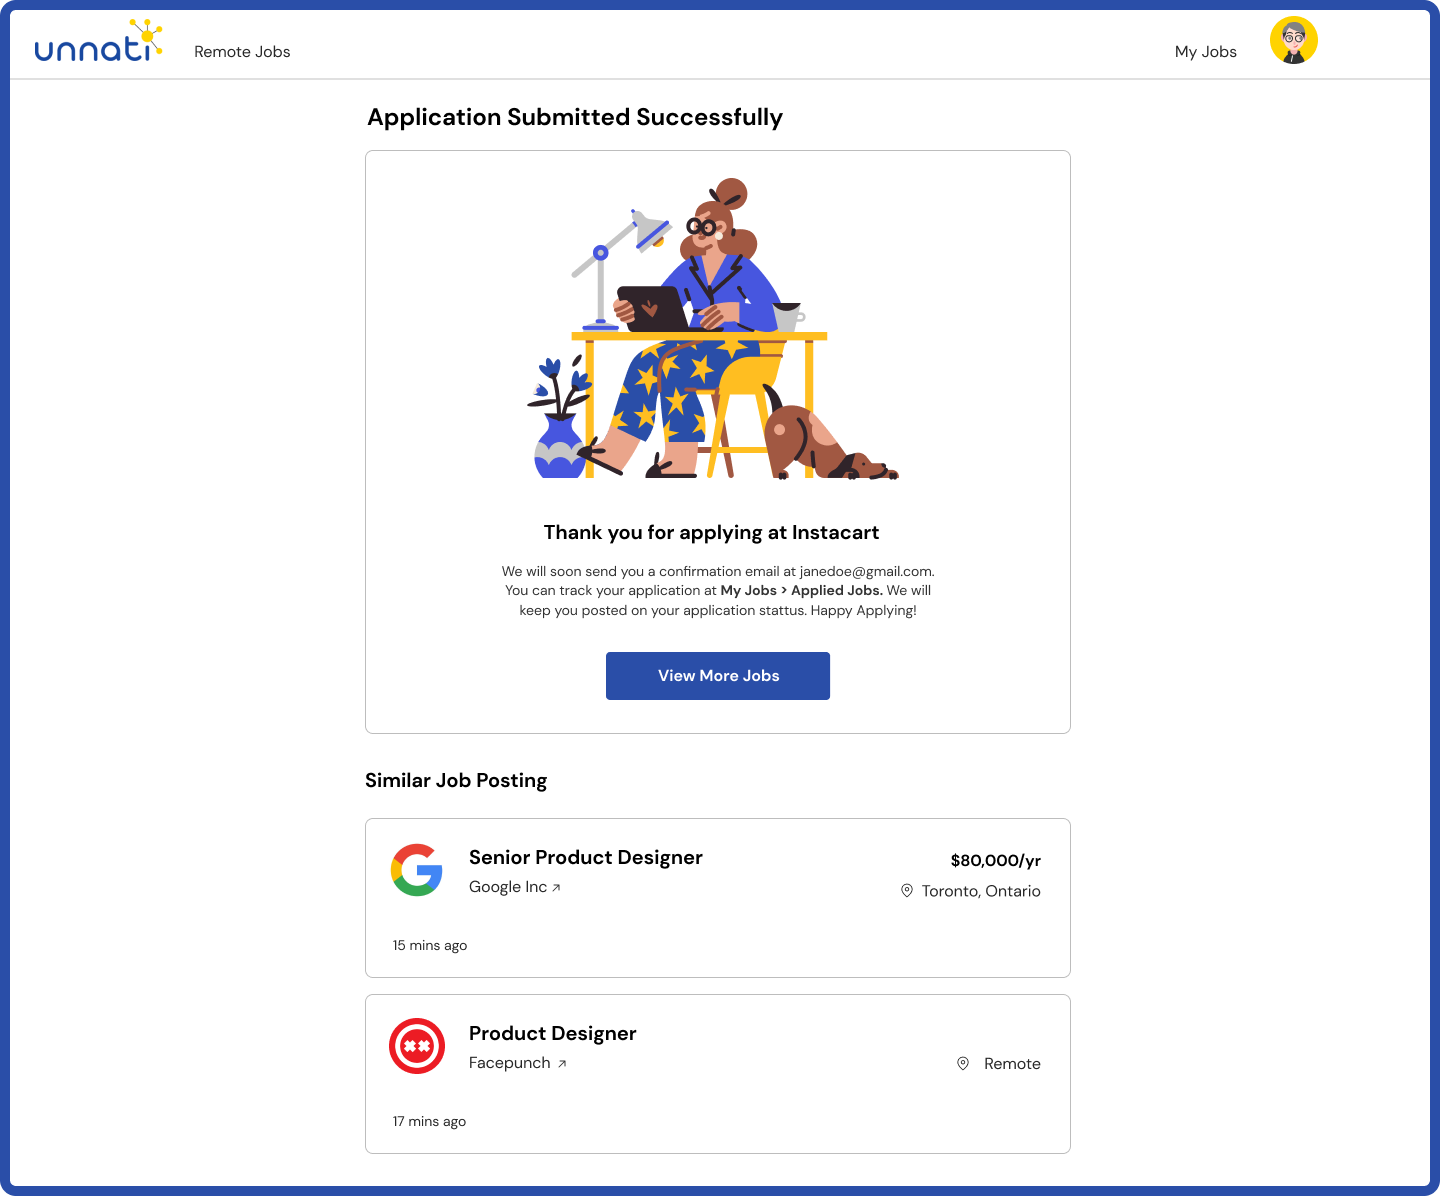 unnati
Remote Jobs
My Jobs
Application Submitted Successfully
Thank you for applying at Instacart
We will soon send you a confirmation email at janedoe@gmail.com.
You can track your application at My Jobs > Applied Jobs. We will
keep you posted on your application stattus. Happy Applying!
View More Jobs
Similar Job Posting
Senior Product Designer
$80,000/yr
Google Inc
Toronto, Ontario
15 mins ago
Product Designer
Facepunch
Remote
17 mins ago